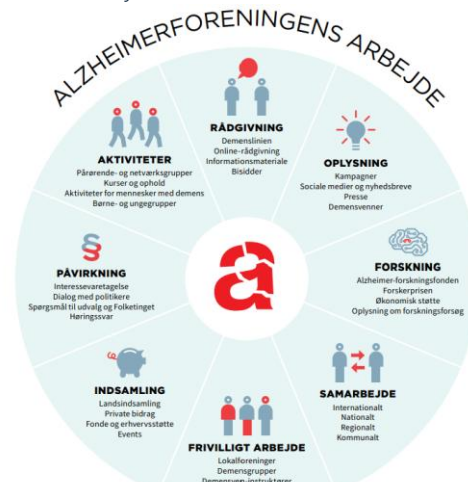 ALZHEIMERFORENINGENS ARBEJDE
RÅDGIVNING
Demenslinien
Online-rådgivning
Informationsmateriale
Bisidder
OPLYSNING
Kampagner
Sociale medier og nyhedsbreve
Presse
Demensvenner
FORSKNING
Alzheimer-forskningsfonden
Forskerprisen
Økonomisk støtte
Oplysning om forskningsforsøg
SAMARBEJDE
Internationalt
Nationalt
Regionalt
Kommunalt
FRIVILLIGT ARBEJDE
Lokalforeninger
Demensgrupper
Demensven-instruktører
INDSAMLING
Landsindsamling
Private bidrag
Fonde og erhvervsstøtte
Events
PÅVIRKNING
Interessevaretagelse
Dialog med politikere
Spørgsmål til udvalg og Folketinget
Høringssvar
AKTIVITETER
Pårørende- og netværksgrupper
Kurser og ophold
Aktiviteter for mennesker med demens
Børne- og ungegrupper
§
a